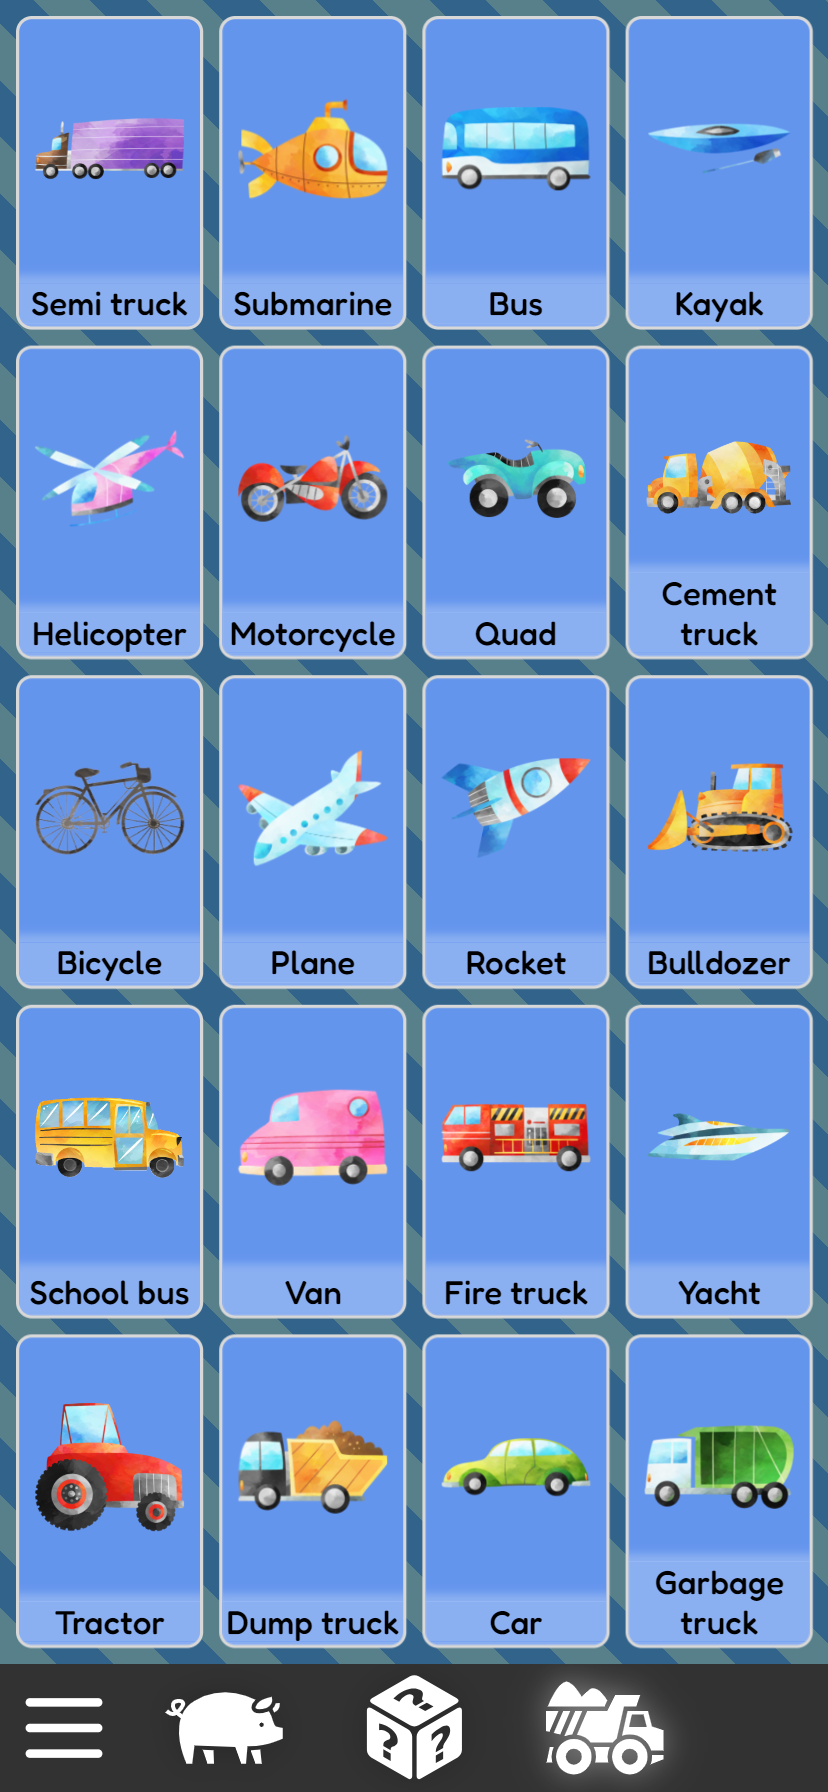 Semi truck
Submarine
Bus
Kayak
Helicopter
Motorcycle
Quad
Cement
truck
Bicycle
Plane
Rocket
Bulldozer
School bus
Van
Fire truck
Yacht
Tractor
Dump truck
Car
Garbage
truck
? ? ?